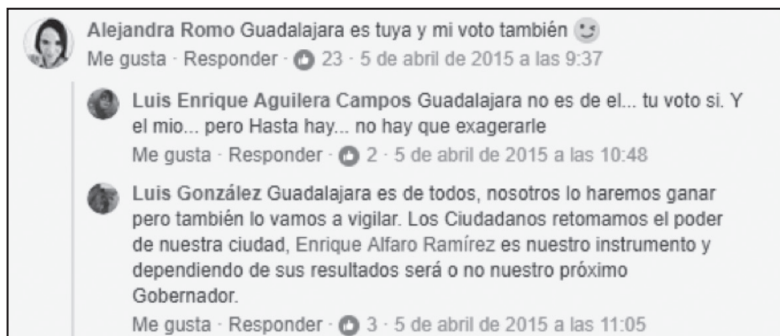 Alejandra Romo Guadalajara es tuya y mi voto también
Me gusta · Responder · 23 · 5 de abril de 2015 a las 9:37
Luis Enrique Aguilera Campos Guadalajara no es de el... tu voto si. Y
el mio... pero Hasta hay... no hay que exagerarle
Me gusta · Responder · 2 · 5 de abril de 2015 a las 10:48
Luis González Guadalajara es de todos, nosotros lo haremos ganar
pero también lo vamos a vigilar. Los Ciudadanos retomamos el poder
de nuestra ciudad, Enrique Alfaro Ramírez es nuestro instrumento y
dependiendo de sus resultados será o no nuestro próximo
Gobernador.
Me gusta · Responder · 3 · 5 de abril de 2015 a las 11:05